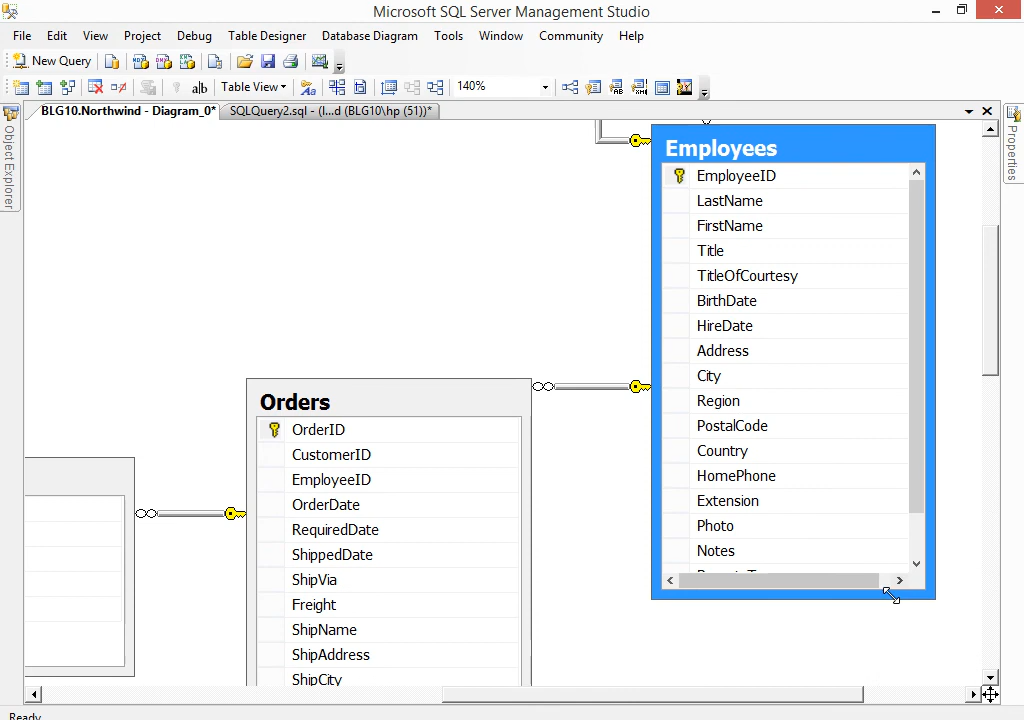 Microsoft SQL Server Management Studio
File Edit View Project Debug Table Designer Database Diagram Tools Window Community Help
New Query
ab Table View 140%
BLG10.Northwind - Diagram_0* SQLQuery2.sql - (l...d (BLG10\hp (51))*
Object Explorer
Properties
Employees
EmployeeID
LastName
FirstName
Title
TitleOfCourtesy
BirthDate
HireDate
Address
City
Region
PostalCode
Country
HomePhone
Extension
Photo
Notes
Orders
OrderID
CustomerID
EmployeeID
OrderDate
RequiredDate
ShippedDate
ShipVia
Freight
ShipName
ShipAddress
ShipCity
Ready